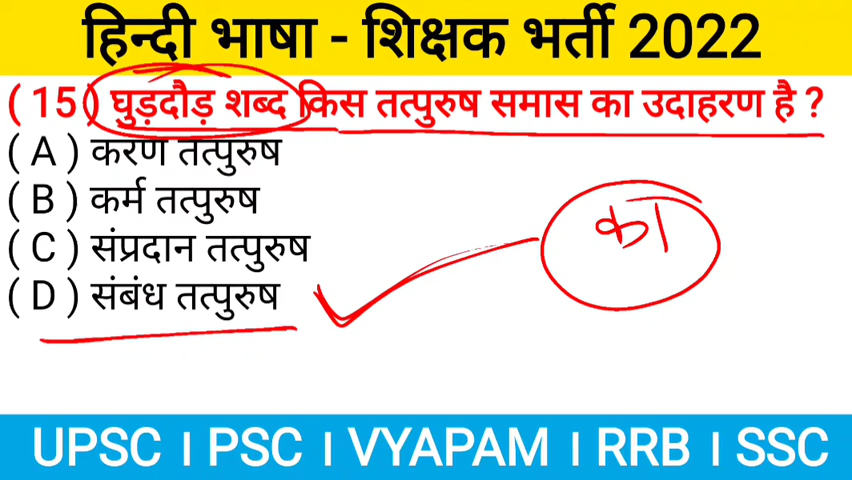 हिन्दी भाषा - शिक्षक भर्ती 2022
( 15 ) घुड़दौड़ शब्द किस तत्पुरुष समास का उदाहरण है ?
( A ) करण तत्पुरुष
( B ) कर्म तत्पुरुष
( C ) संप्रदान तत्पुरुष
( D ) संबंध तत्पुरुष
का
UPSC । PSC । VYAPAM । RRB । SSC